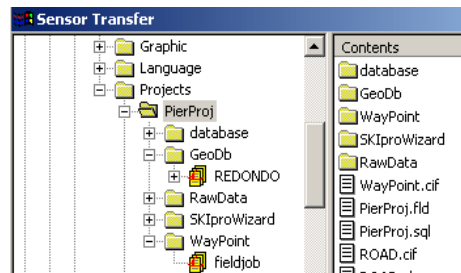 Sensor Transfer
Graphic
Language
Projects
PierProj
database
GeoDb
REDONDO
RawData
SKIproWizard
WayPoint
fieldjob
Contents
database
GeoDb
WayPoint
SKIproWizard
RawData
WayPoint.cif
PierProj.fld
PierProj.sql
ROAD.cif